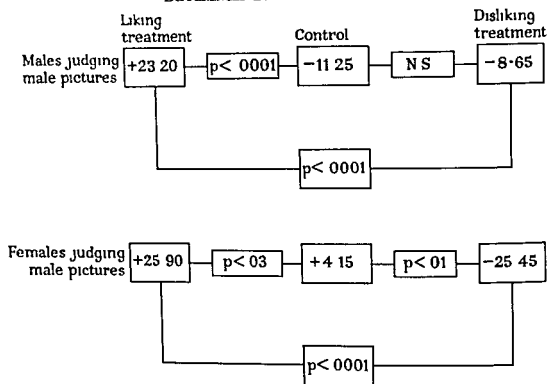 Liking
treatment
Control
Disliking
treatment
Males judging
male pictures
+23 20
p< 0001
-11 25
N S
-8·65
p< 0001
Females judging
male pictures
+25 90
p< 03
+4 15
p< 01
-25 45
p< 0001